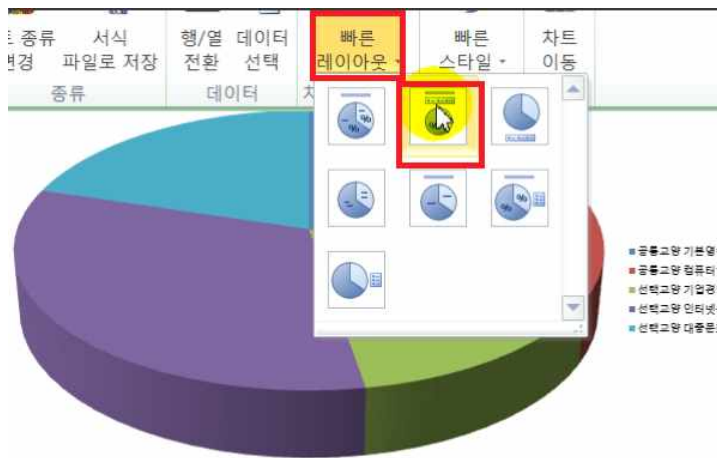 종류 서식 행/열 데이터 빠른 빠른 차트
변경 파일로 저장 전환 선택 레이아웃 스타일 이동
종류 데이터
공통교양 기본영
공통교양 컴퓨터
선택교양 기업경
선택교양 인터넷
선택교양 대중문